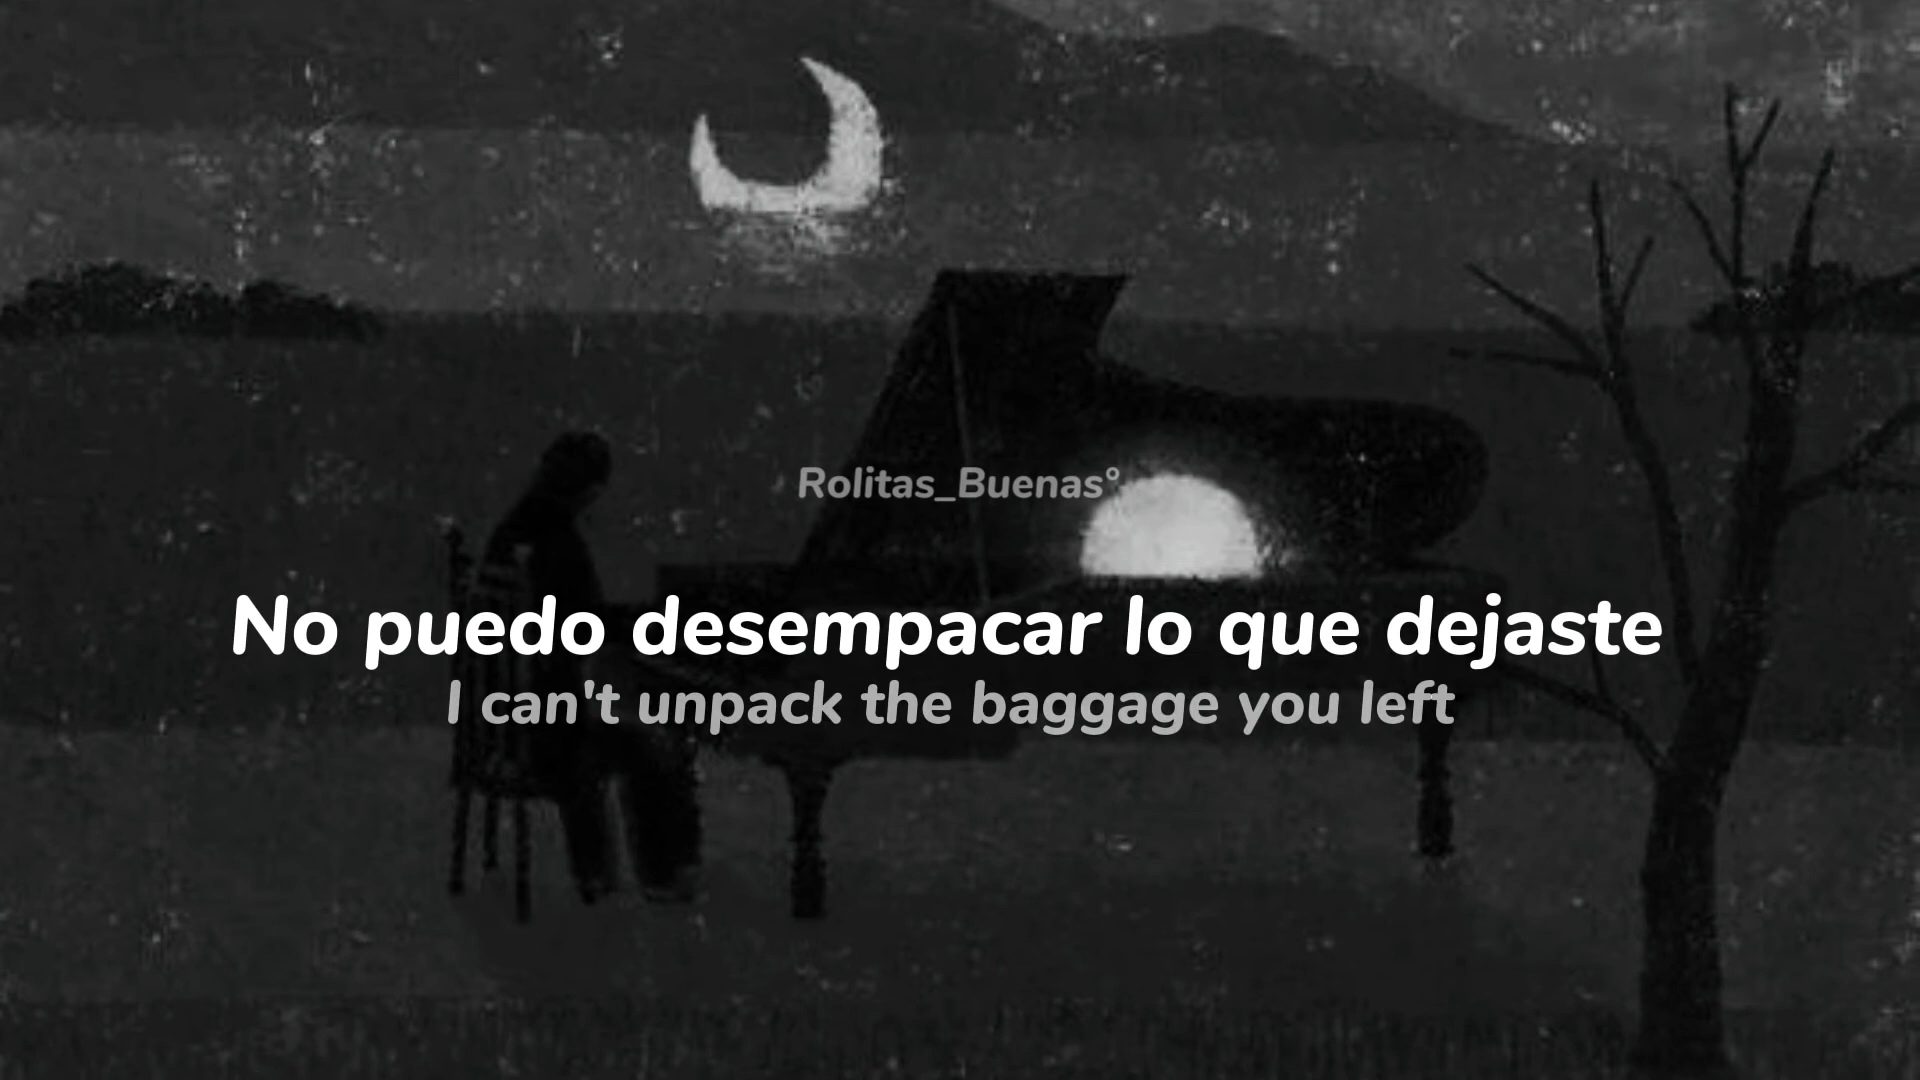 Rolitas_Buenas°
No puedo desempacar lo que dejaste
I can't unpack the baggage you left